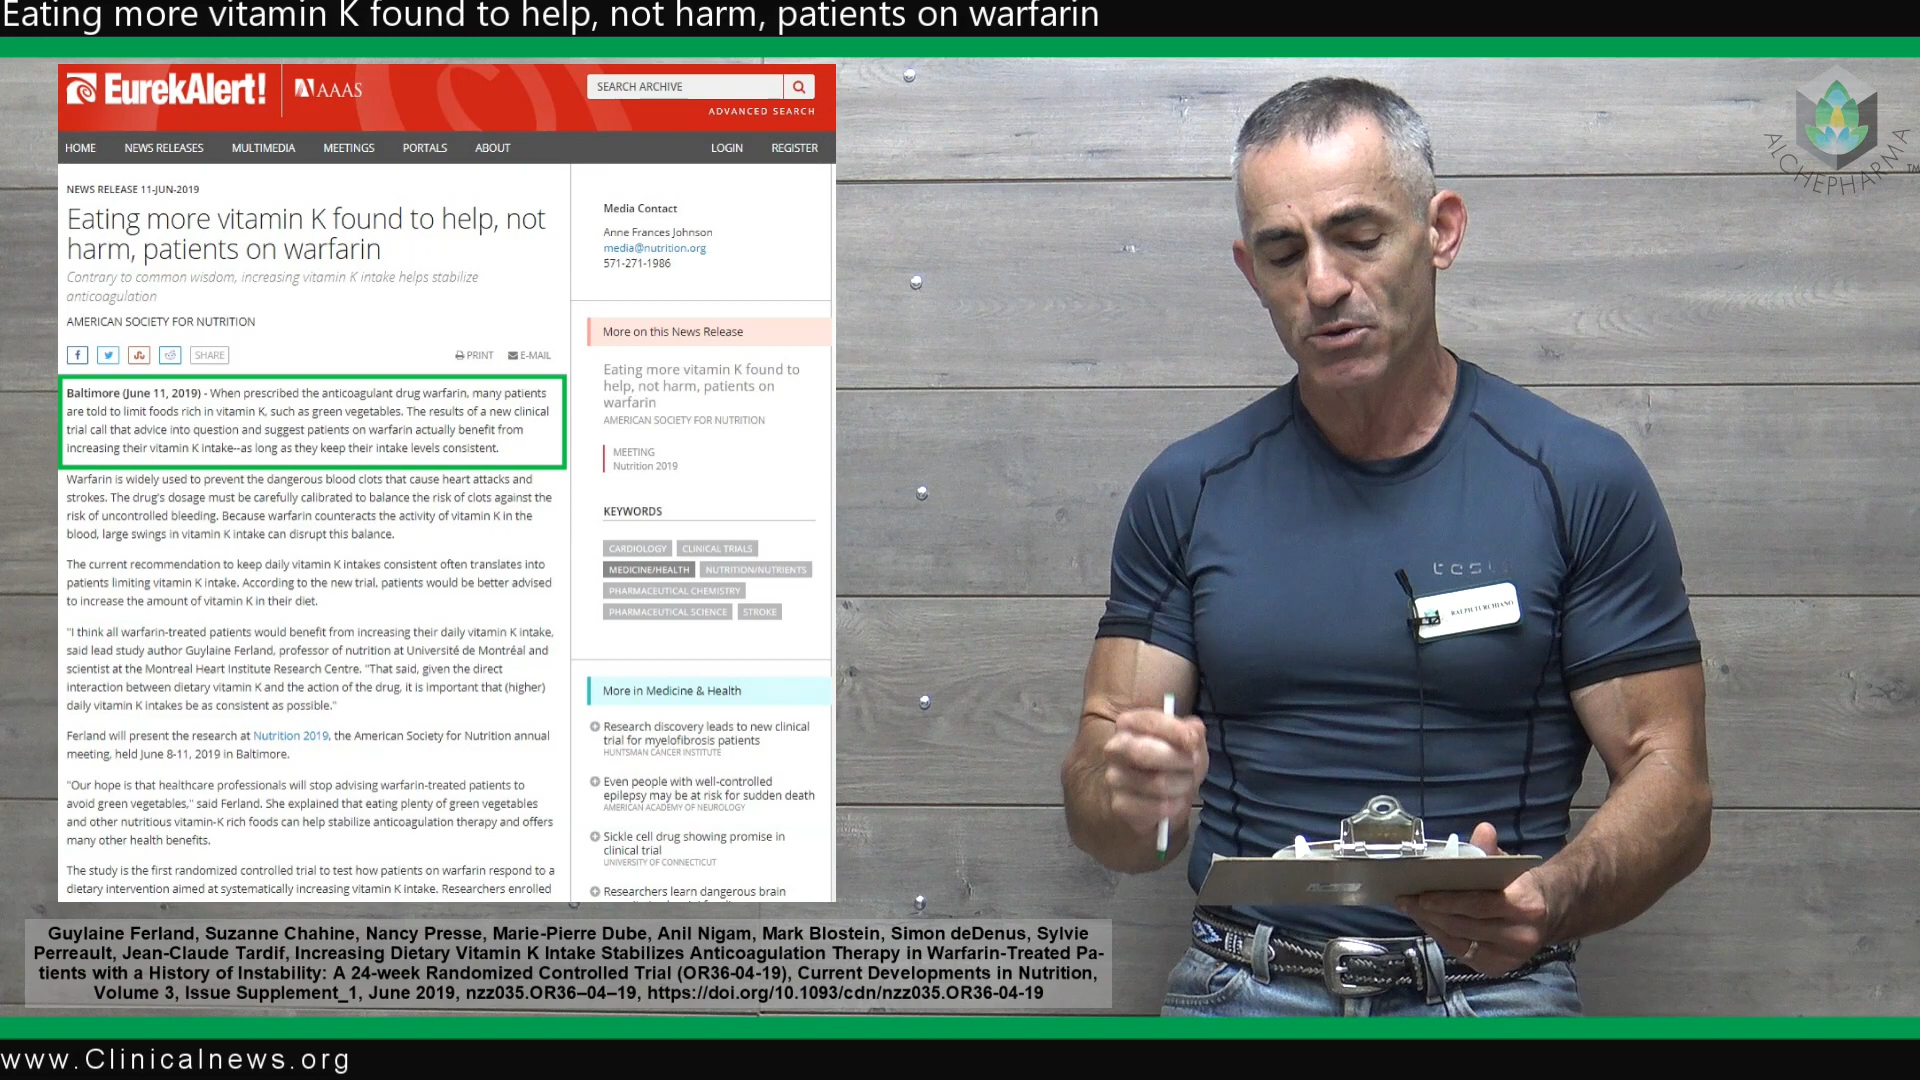 Eating more vitamin K found to help, not harm, patients on warfarin
EurekAlert!
AAAS
SEARCH ARCHIVE
ADVANCED SEARCH
HOME NEWS RELEASES MULTIMEDIA MEETINGS PORTALS ABOUT LOGIN REGISTER
NEWS RELEASE 11-JUN-2019
Eating more vitamin K found to help, not
harm, patients on warfarin
Contrary to common wisdom, increasing vitamin K intake helps stabilize
anticoagulation
AMERICAN SOCIETY FOR NUTRITION
SHARE
PRINT E-MAIL
Baltimore (June 11, 2019) - When prescribed the anticoagulant drug warfarin, many patients
are told to limit foods rich in vitamin K, such as green vegetables. The results of a new clinical
trial call that advice into question and suggest patients on warfarin actually benefit from
increasing their vitamin K intake--as long as they keep their intake levels consistent.
Warfarin is widely used to prevent the dangerous blood clots that cause heart attacks and
strokes. The drug's dosage must be carefully calibrated to balance the risk of clots against the
risk of uncontrolled bleeding. Because warfarin counteracts the activity of vitamin K in the
blood, large swings in vitamin K intake can disrupt this balance.
The current recommendation to keep daily vitamin K intakes consistent often translates into
patients limiting vitamin K intake. According to the new trial, patients would be better advised
to increase the amount of vitamin K in their diet.
"I think all warfarin-treated patients would benefit from increasing their daily vitamin K intake,
said lead study author Guylaine Ferland, professor of nutrition at Université de Montréal and
scientist at the Montreal Heart Institute Research Centre. "That said, given the direct
interaction between dietary vitamin K and the action of the drug, it is important that (higher)
daily vitamin K intakes be as consistent as possible."
Ferland will present the research at Nutrition 2019, the American Society for Nutrition annual
meeting, held June 8-11, 2019 in Baltimore.
"Our hope is that healthcare professionals will stop advising warfarin-treated patients to
avoid green vegetables," said Ferland. She explained that eating plenty of green vegetables
and other nutritious vitamin-K rich foods can help stabilize anticoagulation therapy and offers
many other health benefits.
The study is the first randomized controlled trial to test how patients on warfarin respond to a
dietary intervention aimed at systematically increasing vitamin K intake. Researchers enrolled
Media Contact
Anne Frances Johnson
media@nutrition.org
571-271-1986
More on this News Release
Eating more vitamin K found to
help, not harm, patients on
warfarin
AMERICAN SOCIETY FOR NUTRITION
MEETING
Nutrition 2019
KEYWORDS
CARDIOLOGY CLINICAL TRIALS
MEDICINE/HEALTH NUTRITION/NUTRIENTS
PHARMACEUTICAL CHEMISTRY
PHARMACEUTICAL SCIENCE STROKE
More in Medicine & Health
Research discovery leads to new clinical
trial for myelofibrosis patients
HUNTSMAN CANCER INSTITUTE
Even people with well-controlled
epilepsy may be at risk for sudden death
AMERICAN ACADEMY OF NEUROLOGY
Sickle cell drug showing promise in
clinical trial
UNIVERSITY OF CONNECTICUT
Researchers learn dangerous brain
ALCHEPHARMA TM
RALPH TURCHIANO
Guylaine Ferland, Suzanne Chahine, Nancy Presse, Marie-Pierre Dube, Anil Nigam, Mark Blostein, Simon deDenus, Sylvie
Perreault, Jean-Claude Tardif, Increasing Dietary Vitamin K Intake Stabilizes Anticoagulation Therapy in Warfarin-Treated Pa-
tients with a History of Instability: A 24-week Randomized Controlled Trial (OR36-04-19), Current Developments in Nutrition,
Volume 3, Issue Supplement_1, June 2019, nzz035.OR36–04–19, https://doi.org/10.1093/cdn/nzz035.OR36-04-19
www.Clinicalnews.org